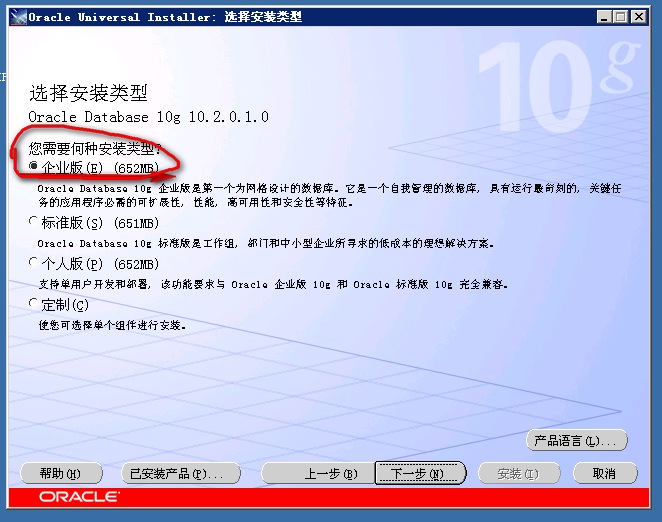 Oracle Universal Installer: 选择安装类型
10g
选择安装类型
Oracle Database 10g 10.2.0.1.0
您需要何种安装类型?
企业版(E) (652MB)
Oracle Database 10g 企业版是第一个为网格设计的数据库。它是一个自我管理的数据库, 具有运行最苛刻的, 关键任
务的应用程序必需的可扩展性, 性能, 高可用性和安全性等特征。
标准版(S) (651MB)
Oracle Database 10g 标准版是工作组, 部门和中小型企业所寻求的低成本的理想解决方案。
个人版(P) (652MB)
支持单用户开发和部署, 该功能要求与 Oracle 企业版 10g 和 Oracle 标准版 10g 完全兼容。
定制(C)
使您可选择单个组件进行安装。
产品语言(L)...
帮助(H) 已安装产品(P)... 上一步(B) 下一步(N) 安装(I) 取消
ORACLE